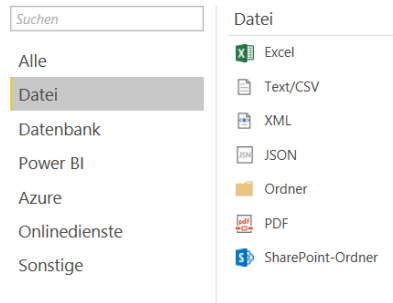 Suchen
Alle
Datei
Datenbank
Power BI
Azure
Onlinedienste
Sonstige
Datei
Excel
Text/CSV
XML
JSON
Ordner
PDF
SharePoint-Ordner